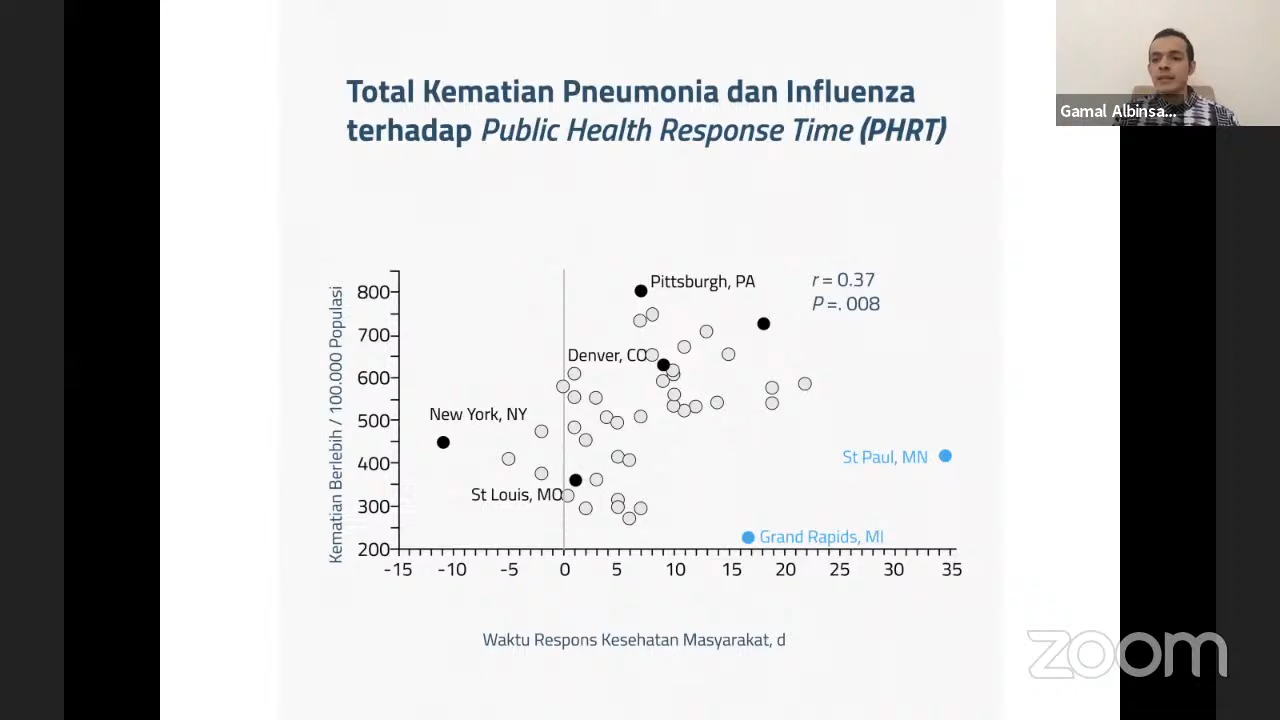 Total Kematian Pneumonia dan Influenza
terhadap Public Health Response Time (PHRT)
Gamal Albinsa...
Kematian Berlebih / 100.000 Populasi
800
700
600
500
400
300
200
Pittsburgh, PA
r = 0.37
P =. 008
Denver, CO
New York, NY
St Paul, MN
St Louis, MO
Grand Rapids, MI
-15 -10 -5 0 5 10 15 20 25 30 35
Waktu Respons Kesehatan Masyarakat, d
zoom